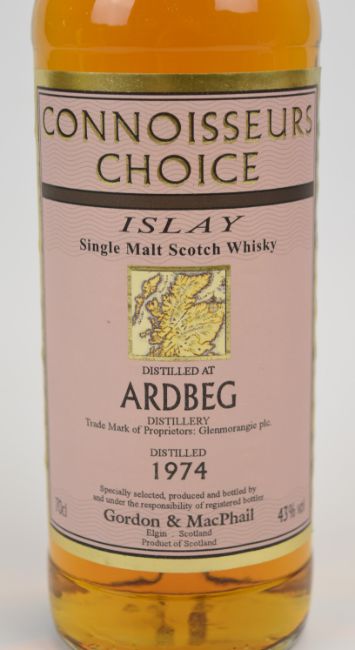 CONNOISSEURS
CHOICE
ISLAY
Single Malt Scotch Whisky
DISTILLED AT
ARDBEG
DISTILLERY
Trade Mark of Proprietors: Glenmorangie plc.
DISTILLED
1974
Specially selected, produced and bottled by
and under the responsibility of registered bottler
70cl
Gordon & MacPhail
43% vol
Elgin . Scotland
Product of Scotland